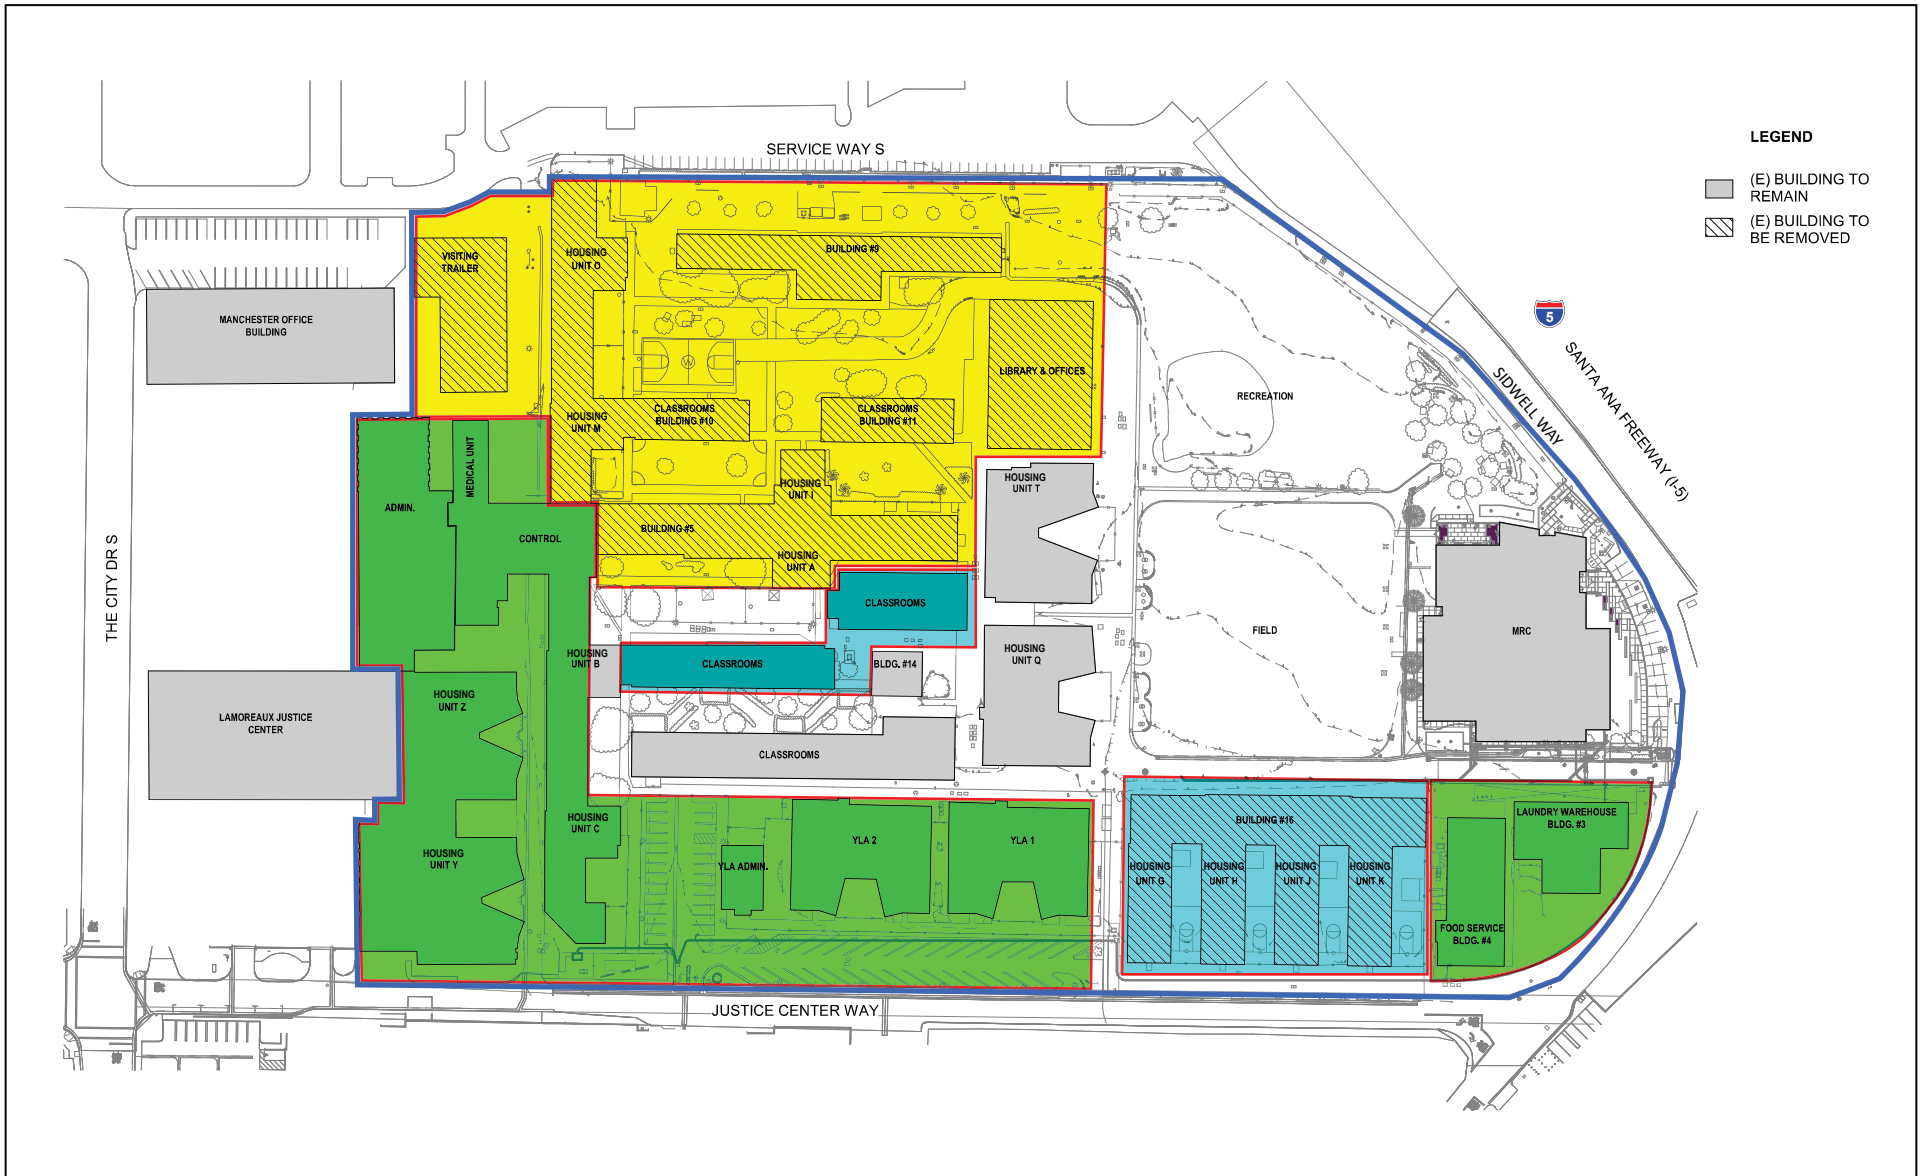 SERVICE WAY S
LEGEND
(E) BUILDING TO
REMAIN
(E) BUILDING TO
BE REMOVED
VISITING
TRAILER
HOUSING
UNIT O
BUILDING #9
MANCHESTER OFFICE
BUILDING
5
SANTA ANA FREEWAY (I-5)
SIDWELL WAY
LIBRARY & OFFICES
RECREATION
HOUSING
UNIT M
CLASSROOMS
BUILDING #10
CLASSROOMS
BUILDING #11
MEDICAL UNIT
ADMIN.
HOUSING
UNIT I
HOUSING
UNIT T
BUILDING #5
CONTROL
HOUSING
UNIT A
THE CITY DR S
CLASSROOMS
FIELD
MRC
HOUSING
UNIT B
CLASSROOMS
BLDG. #14
HOUSING
UNIT Q
HOUSING
UNIT Z
LAMOREAUX JUSTICE
CENTER
CLASSROOMS
HOUSING
UNIT C
YLA 2
YLA 1
BUILDING #16
LAUNDRY WAREHOUSE
BLDG. #3
HOUSING
UNIT Y
YLA ADMIN.
HOUSING
UNIT G
HOUSING
UNIT H
HOUSING
UNIT J
HOUSING
UNIT K
FOOD SERVICE
BLDG. #4
JUSTICE CENTER WAY